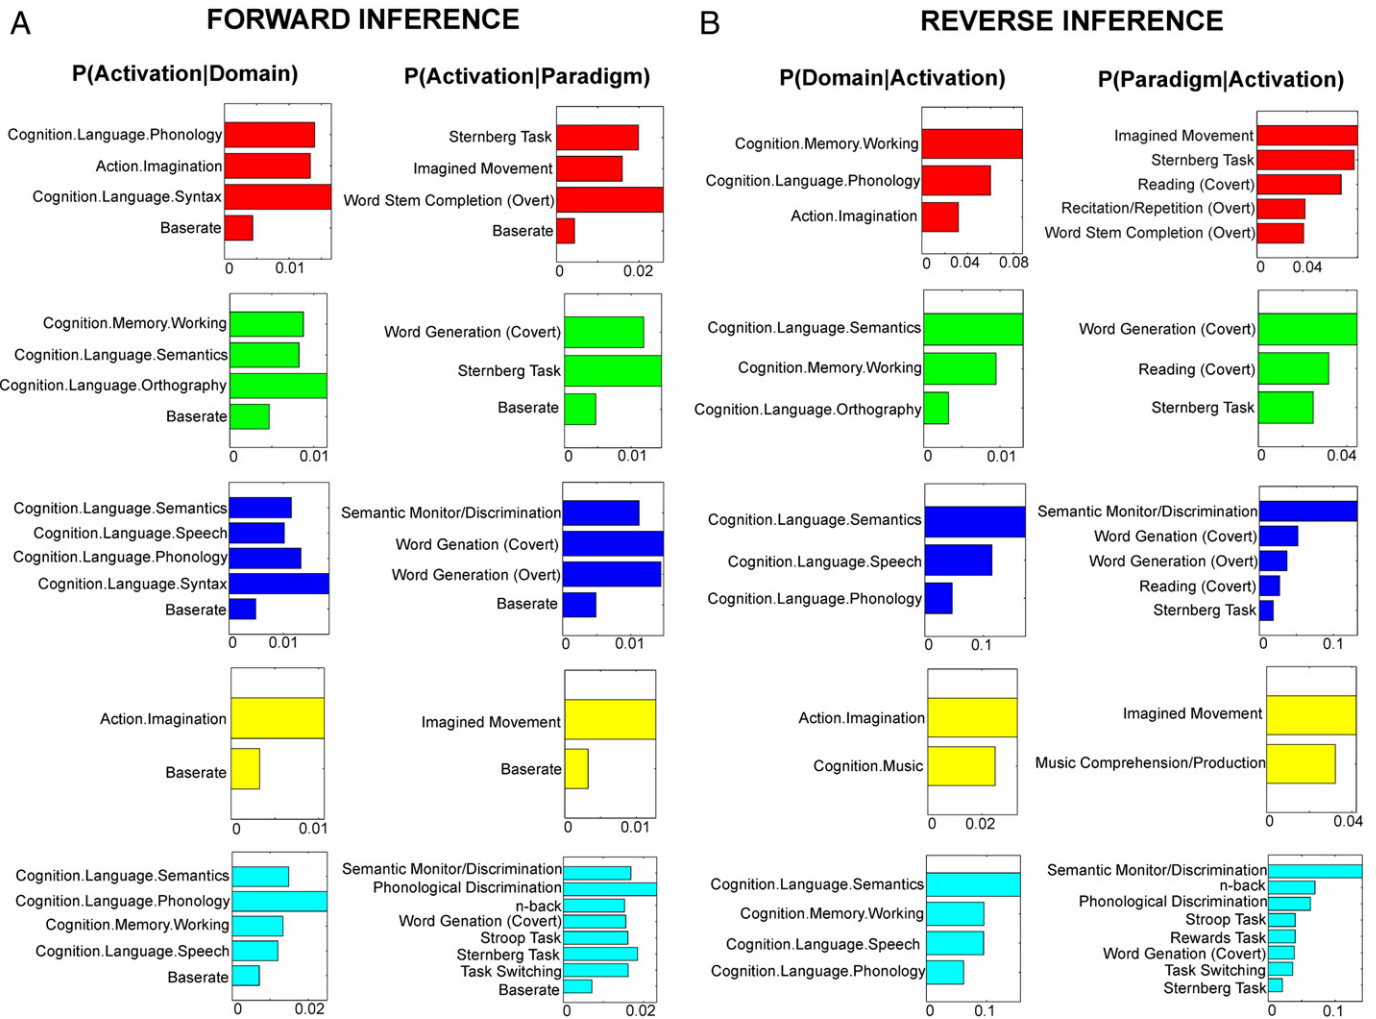 A FORWARD INFERENCE
B REVERSE INFERENCE
P(Activation|Domain)
P(Activation|Paradigm)
P(Domain|Activation)
P(Paradigm|Activation)
Cognition.Language.Phonology
Action.Imagination
Cognition.Language.Syntax
Baserate
0 0.01
Sternberg Task
Imagined Movement
Word Stem Completion (Overt)
Baserate
0 0.02
Cognition.Memory.Working
Cognition.Language.Phonology
Action.Imagination
0 0.04 0.08
Imagined Movement
Sternberg Task
Reading (Covert)
Recitation/Repetition (Overt)
Word Stem Completion (Overt)
0 0.04
Cognition.Memory.Working
Cognition.Language.Semantics
Cognition.Language.Orthography
Baserate
0 0.01
Word Generation (Covert)
Sternberg Task
Baserate
0 0.01
Cognition.Language.Semantics
Cognition.Memory.Working
Cognition.Language.Orthography
0 0.01
Word Generation (Covert)
Reading (Covert)
Sternberg Task
0 0.04
Cognition.Language.Semantics
Cognition.Language.Speech
Cognition.Language.Phonology
Cognition.Language.Syntax
Baserate
0 0.01
Semantic Monitor/Discrimination
Word Genation (Covert)
Word Generation (Overt)
Baserate
0 0.01
Cognition.Language.Semantics
Cognition.Language.Speech
Cognition.Language.Phonology
0 0.1
Semantic Monitor/Discrimination
Word Genation (Covert)
Word Generation (Overt)
Reading (Covert)
Sternberg Task
0 0.1
Action.Imagination
Baserate
0 0.01
Imagined Movement
Baserate
0 0.01
Action.Imagination
Cognition.Music
0 0.02
Imagined Movement
Music Comprehension/Production
0 0.04
Cognition.Language.Semantics
Cognition.Language.Phonology
Cognition.Memory.Working
Cognition.Language.Speech
Baserate
0 0.02
Semantic Monitor/Discrimination
Phonological Discrimination
n-back
Word Genation (Covert)
Stroop Task
Sternberg Task
Task Switching
Baserate
0 0.02
Cognition.Language.Semantics
Cognition.Memory.Working
Cognition.Language.Speech
Cognition.Language.Phonology
0 0.1
Semantic Monitor/Discrimination
n-back
Phonological Discrimination
Stroop Task
Rewards Task
Word Genation (Covert)
Task Switching
Sternberg Task
0 0.1